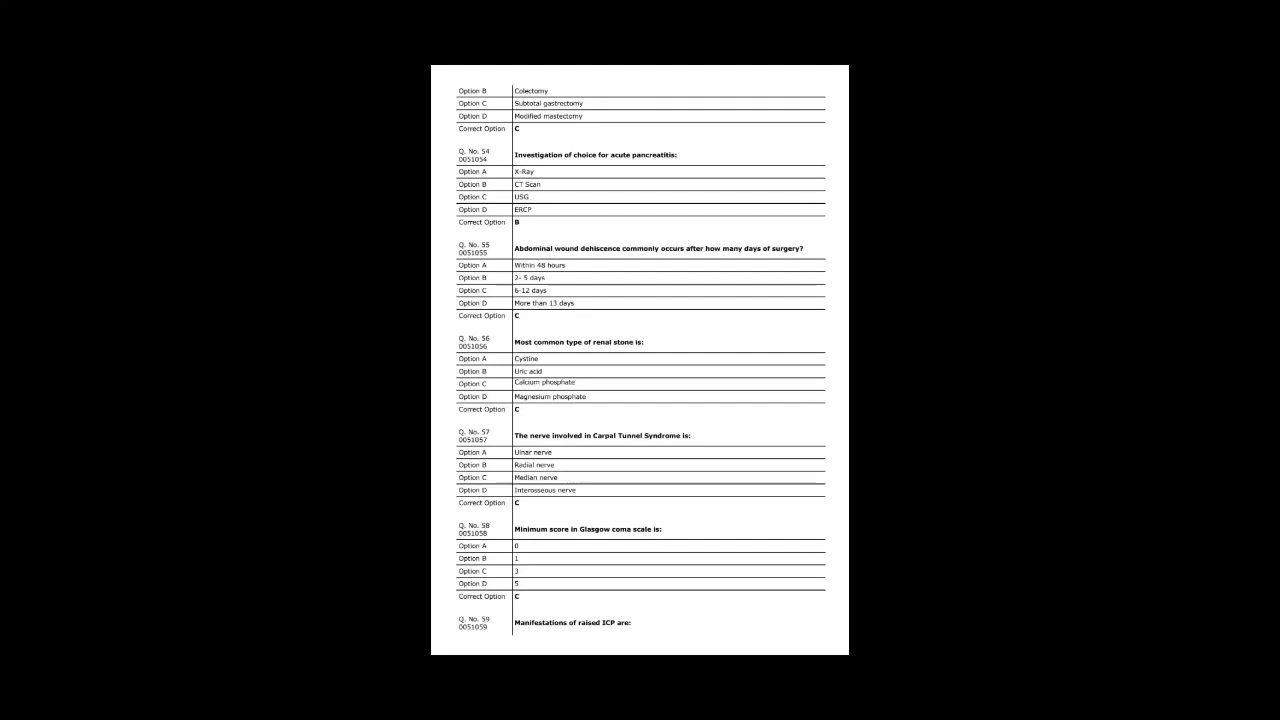 Option B Colectomy
Option C Subtotal gastrectomy
Option D Modified mastectomy
Correct Option C
Q. No. 54
0051054
Investigation of choice for acute pancreatitis:
Option A X-Ray
Option B CT Scan
Option C USG
Option D ERCP
Correct Option B
Q. No. 55
0051055
Abdominal wound dehiscence commonly occurs after how many days of surgery?
Option A Within 48 hours
Option B 2- 5 days
Option C 6-12 days
Option D More than 13 days
Correct Option C
Q. No. 56
0051056
Most common type of renal stone is:
Option A Cystine
Option B Uric acid
Option C Calcium phosphate
Option D Magnesium phosphate
Correct Option C
Q. No. 57
0051057
The nerve involved in Carpal Tunnel Syndrome is:
Option A Ulnar nerve
Option B Radial nerve
Option C Median nerve
Option D Interosseous nerve
Correct Option C
Q. No. 58
0051058
Minimum score in Glasgow coma scale is:
Option A 0
Option B 1
Option C 3
Option D 5
Correct Option C
Q. No. 59
0051059
Manifestations of raised ICP are: